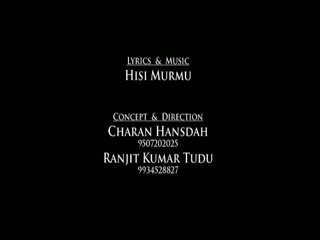 Lyrics & Music
Hisi Murmu
Concept & Direction
Charan Hansdah
9507202025
Ranjit Kumar Tudu
9934528827